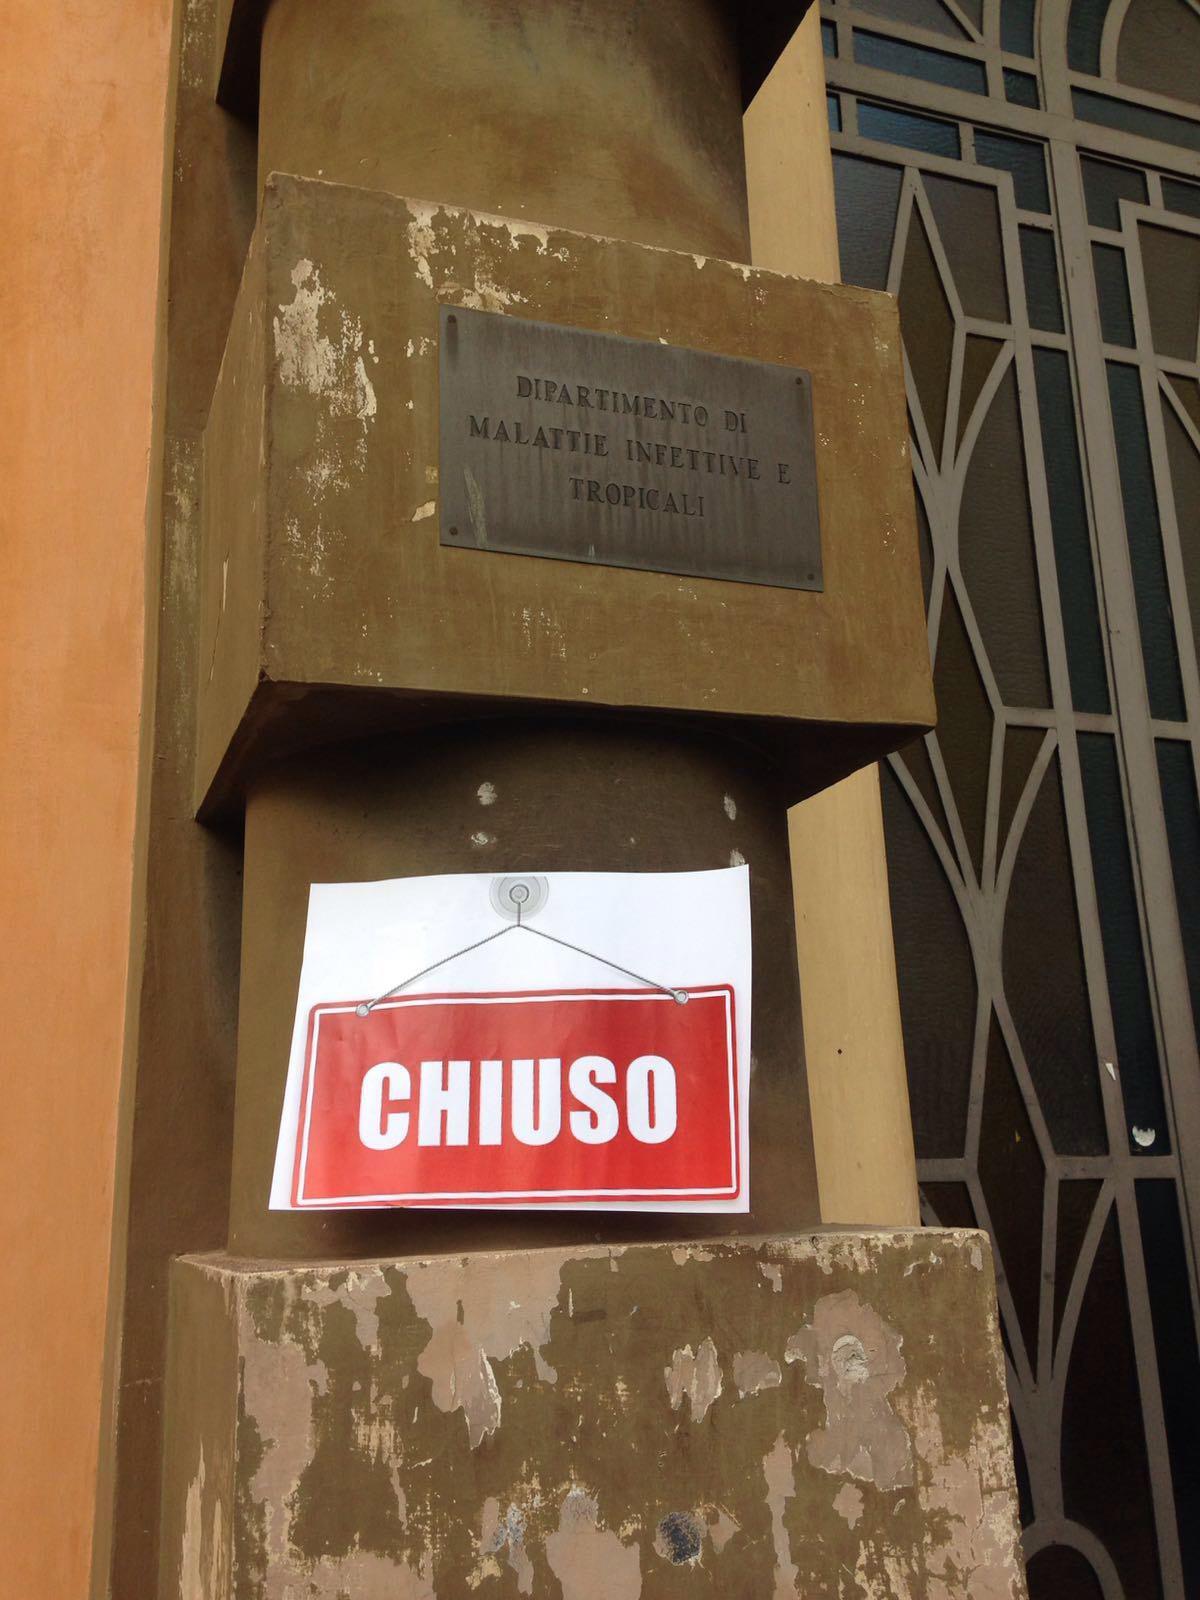 DIPARTIMENTO DI
MALATTIE INFETTIVE E
TROPICALI
CHIUSO